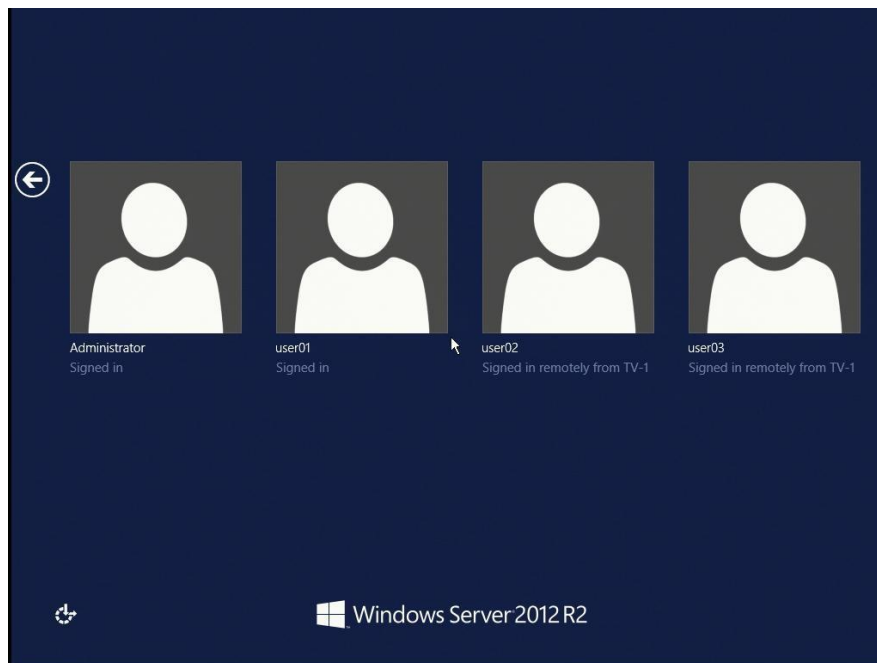 Administrator
Signed in
user01
Signed in
user02
Signed in remotely from TV-1
user03
Signed in remotely from TV-1
Windows Server 2012 R2